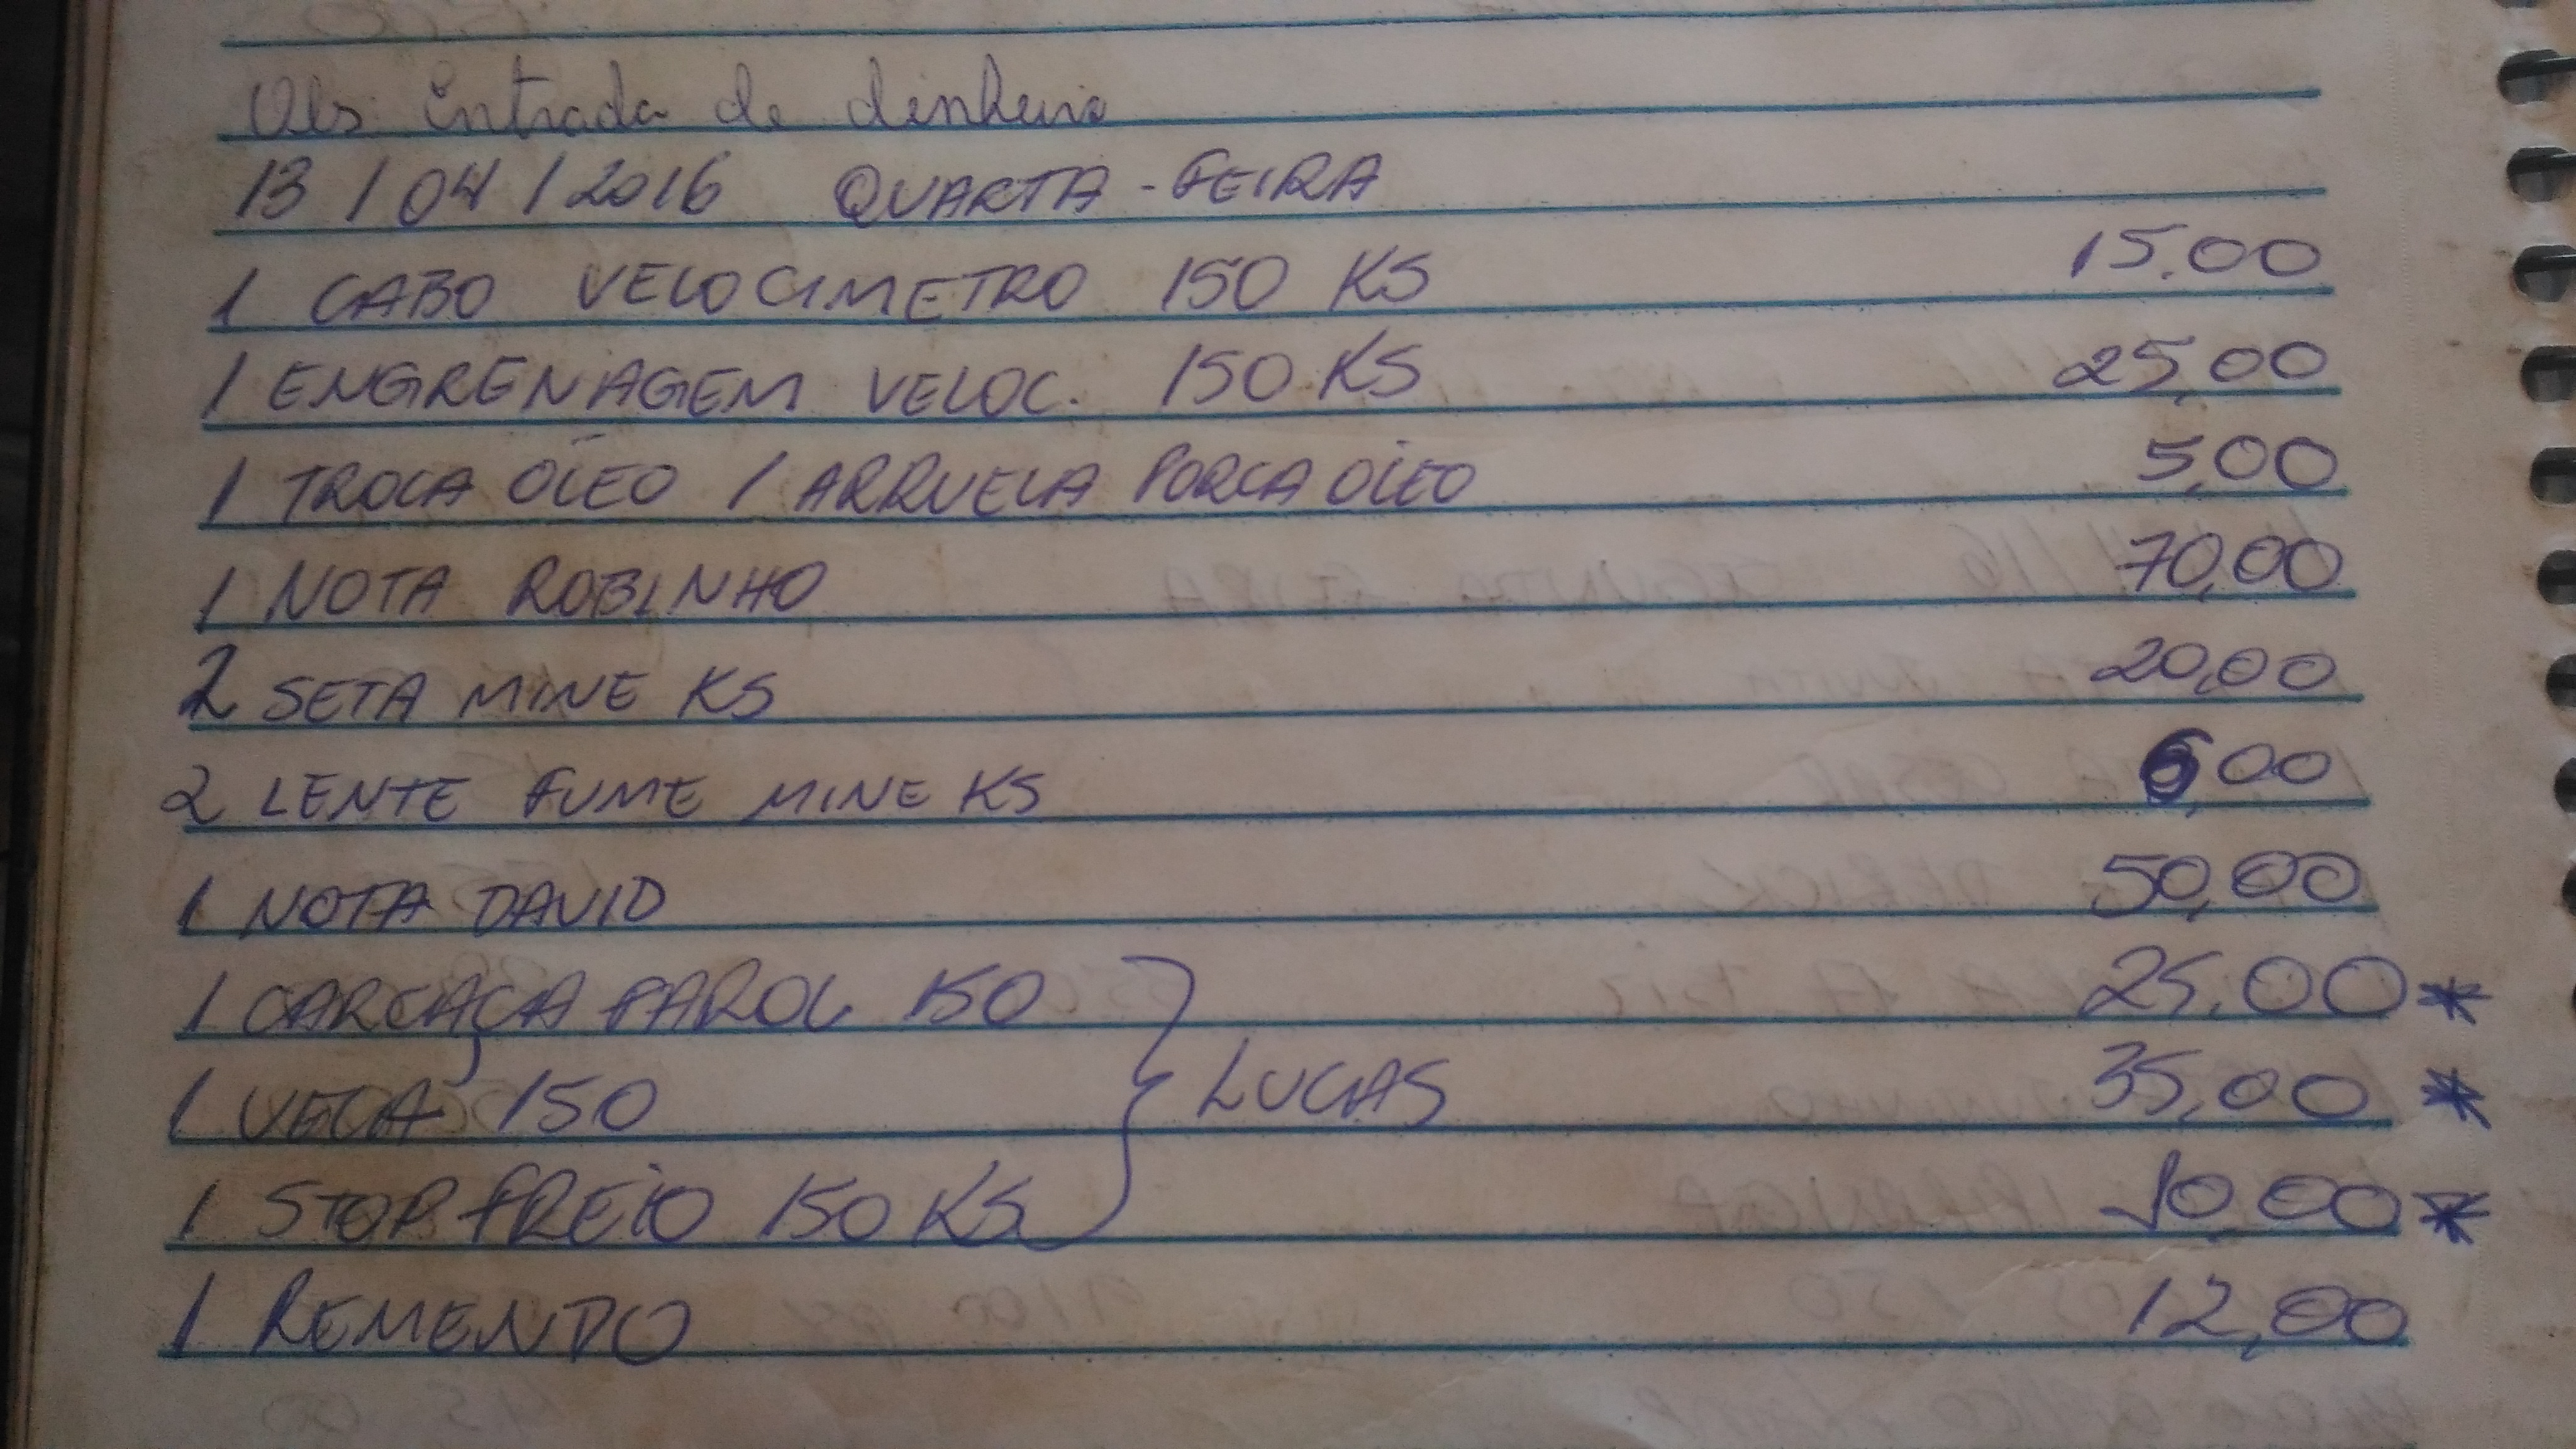 Obs. Entrada de dinheiro
13/04/2016 QUARTA-FEIRA
1 CABO VELOCIMETRO 150 KS 15.00
1 ENGRENAGEM VELOC. 150 KS 25,00
1 TROCA ÓLEO / ARRUELA PORCA ÓLEO 5,00
1 NOTA ROBINHO 70,00
2 SETA MINE KS 20,00
2 LENTE FUME MINE KS 6,00
1 NOTA DAVID 50,00
1 CARCAÇA FAROL 150 25,00 *
1 VELA 150 LUCAS 35,00 *
1 STOP FREIO 150 KS 10,00 *
1 REMENDO 12,00